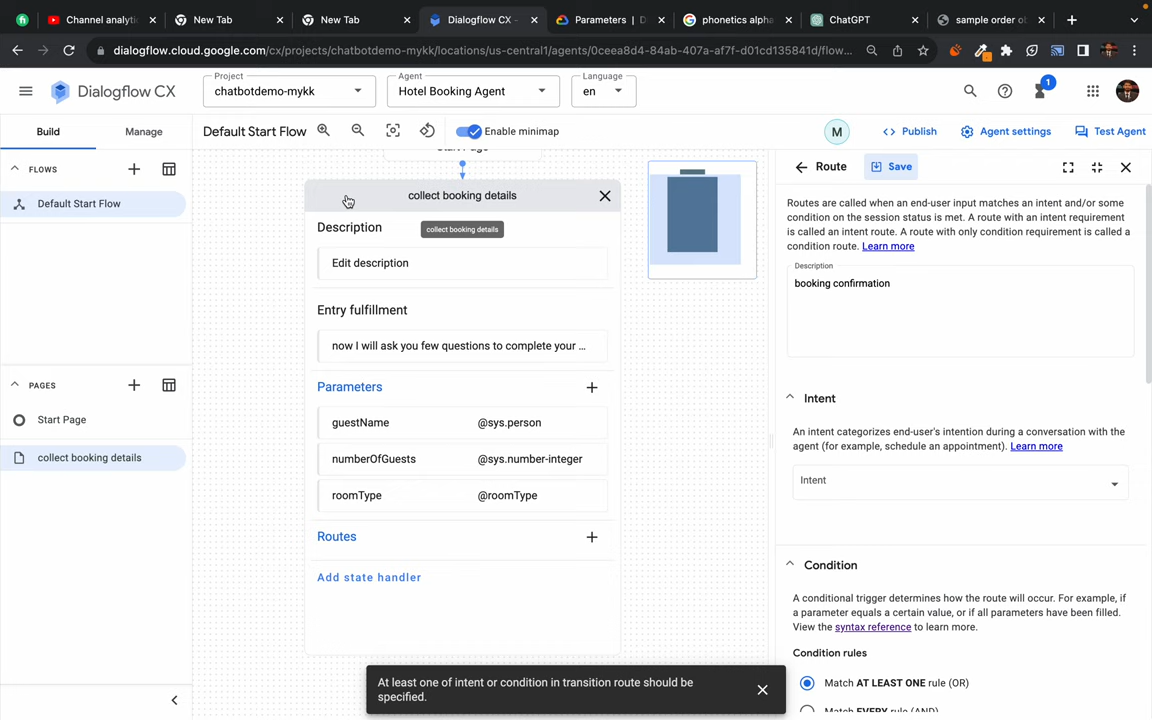 Channel analytic
New Tab
New Tab
Dialogflow CX -
Parameters | D
phonetics alpha
ChatGPT
sample order ob
dialogflow.cloud.google.com/cx/projects/chatbotdemo-mykk/locations/us-central1/agents/0ceea8d4-84ab-407a-af7f-d01cd135841d/flow...
Dialogflow CX
Project
chatbotdemo-mykk
Agent
Hotel Booking Agent
Language
en
1
Build
Manage
Default Start Flow
Enable minimap
M
Publish
Agent settings
Test Agent
FLOWS
Default Start Flow
PAGES
Start Page
collect booking details
collect booking details
collect booking details
Description
Edit description
Entry fulfillment
now I will ask you few questions to complete your ...
Parameters
guestName @sys.person
numberOfGuests @sys.number-integer
roomType @roomType
Routes
Add state handler
Route
Save
Routes are called when an end-user input matches an intent and/or some
condition on the session status is met. A route with an intent requirement
is called an intent route. A route with only condition requirement is called a
condition route. Learn more
Description
booking confirmation
Intent
An intent categorizes end-user's intention during a conversation with the
agent (for example, schedule an appointment). Learn more
Intent
Condition
A conditional trigger determines how the route will occur. For example, if
a parameter equals a certain value, or if all parameters have been filled.
View the syntax reference to learn more.
Condition rules
Match AT LEAST ONE rule (OR)
Match EVERY rule (AND)
At least one of intent or condition in transition route should be
specified.